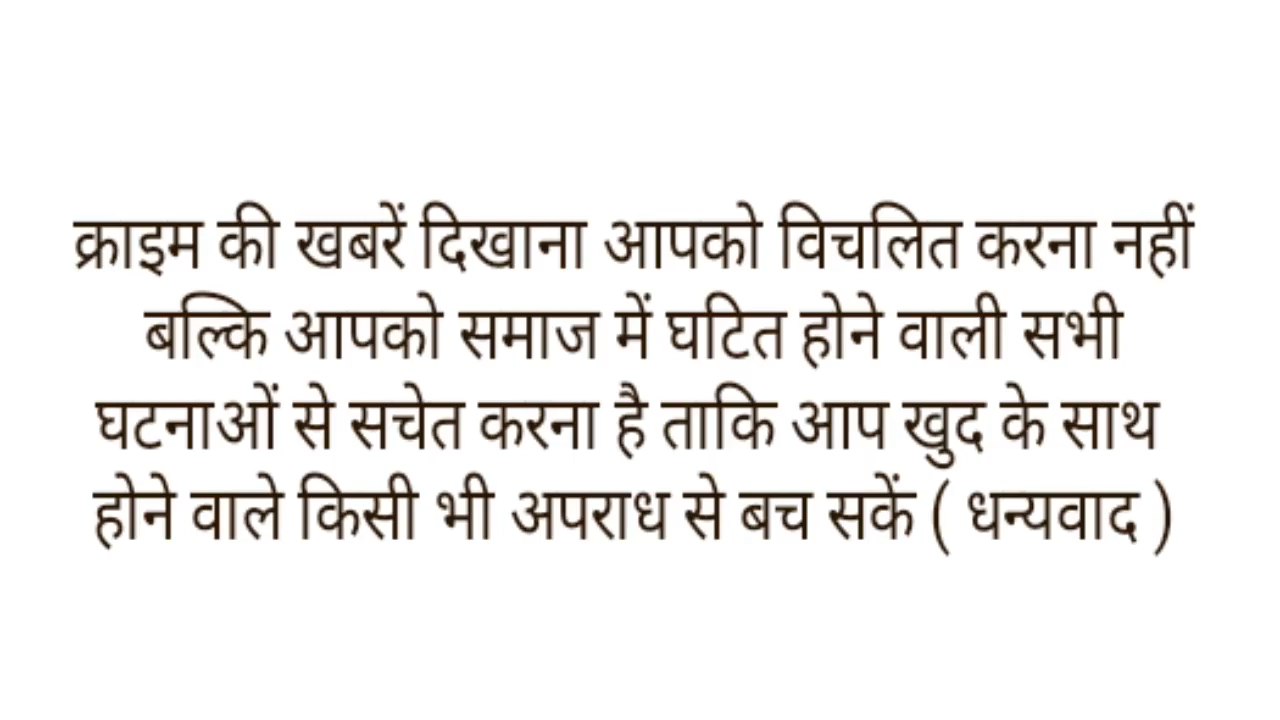 क्राइम की खबरें दिखाना आपको विचलित करना नहीं
बल्कि आपको समाज में घटित होने वाली सभी
घटनाओं से सचेत करना है ताकि आप खुद के साथ
होने वाले किसी भी अपराध से बच सकें ( धन्यवाद )